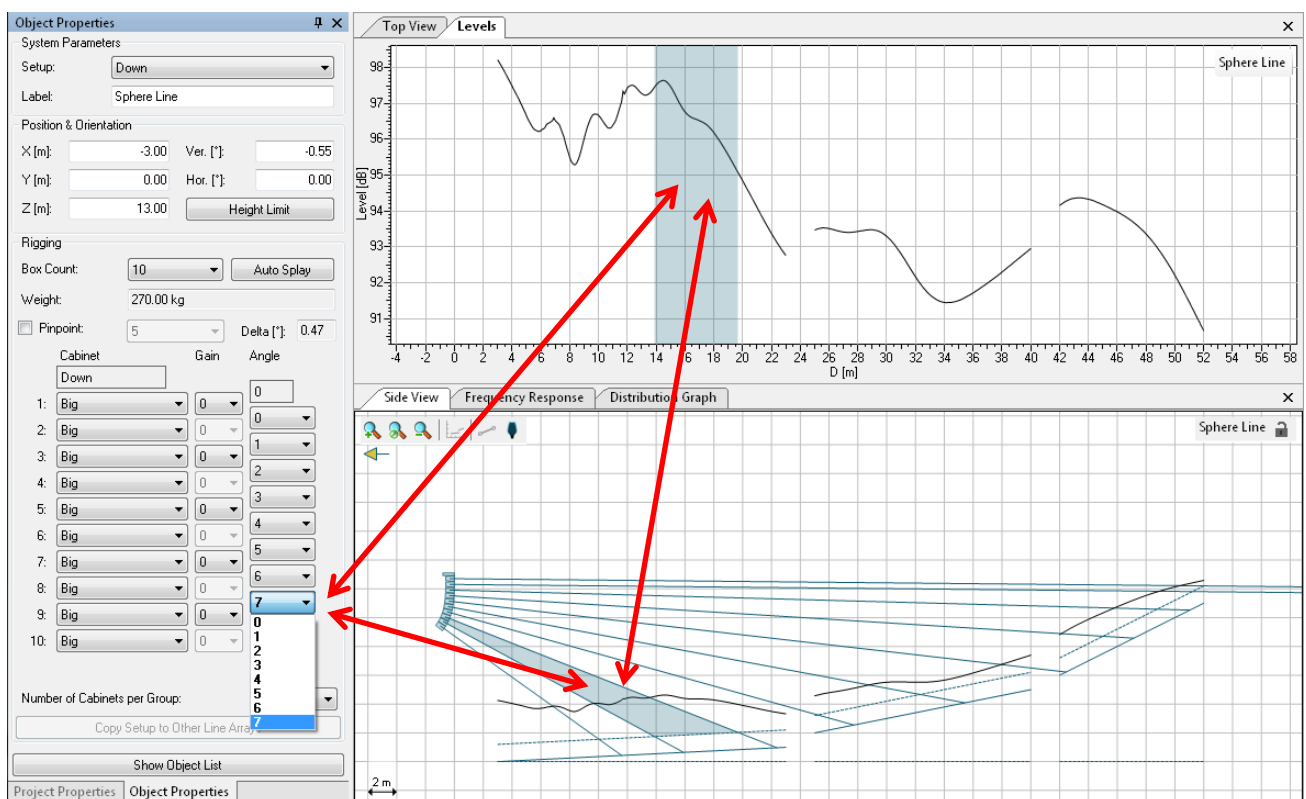 Object Properties
System Parameters
Setup: Down
Label: Sphere Line
Position & Orientation
X [m]: -3.00 Ver. [°]: -0.55
Y [m]: 0.00 Hor. [°]: 0.00
Z [m]: 13.00 Height Limit
Rigging
Box Count: 10 Auto Splay
Weight: 270.00 kg
Pinpoint: 5 Delta [°]: 0.47
Cabinet Gain Angle
Down 0
1: Big 0 0
2: Big 0 1
3: Big 0 2
4: Big 0 3
5: Big 0 4
6: Big 0 5
7: Big 0 6
8: Big 0 7
9: Big 0
10: Big 0
0
1
2
3
4
5
6
7
Number of Cabinets per Group:
Copy Setup to Other Line Array
Show Object List
Project Properties Object Properties
Top View Levels
Sphere Line
98
97
96
95
94
93
92
91
Level [dB]
-4 -2 0 2 4 6 8 10 12 14 16 18 20 22 24 26 28 30 32 34 36 38 40 42 44 46 48 50 52 54 56 58
D [m]
Side View Frequency Response Distribution Graph
Sphere Line
2 m